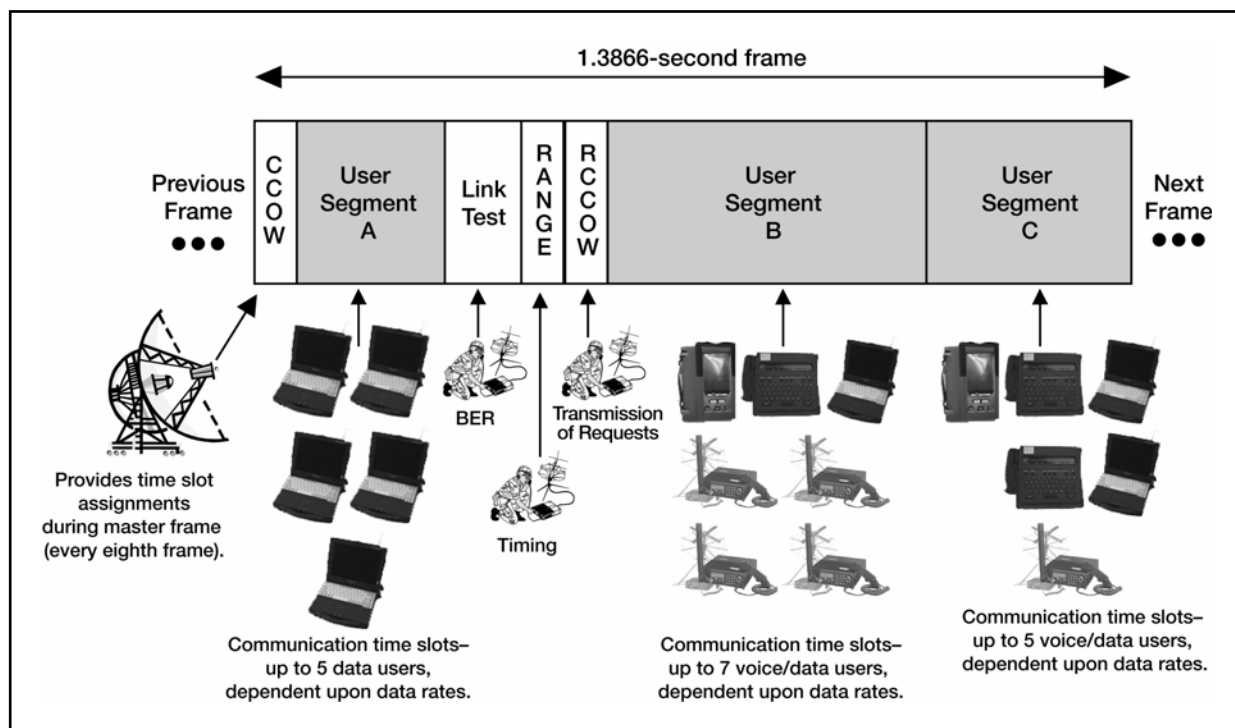 1.3866-second frame
Previous
Frame
CCOW
User
Segment
A
Link
Test
RANGE
RCCOW
User
Segment
B
User
Segment
C
Next
Frame
Provides time slot
assignments
during master frame
(every eighth frame).
BER
Timing
Transmission
of Requests
Communication time slots–
up to 5 data users,
dependent upon data rates.
Communication time slots–
up to 7 voice/data users,
dependent upon data rates.
Communication time slots–
up to 5 voice/data users,
dependent upon data rates.